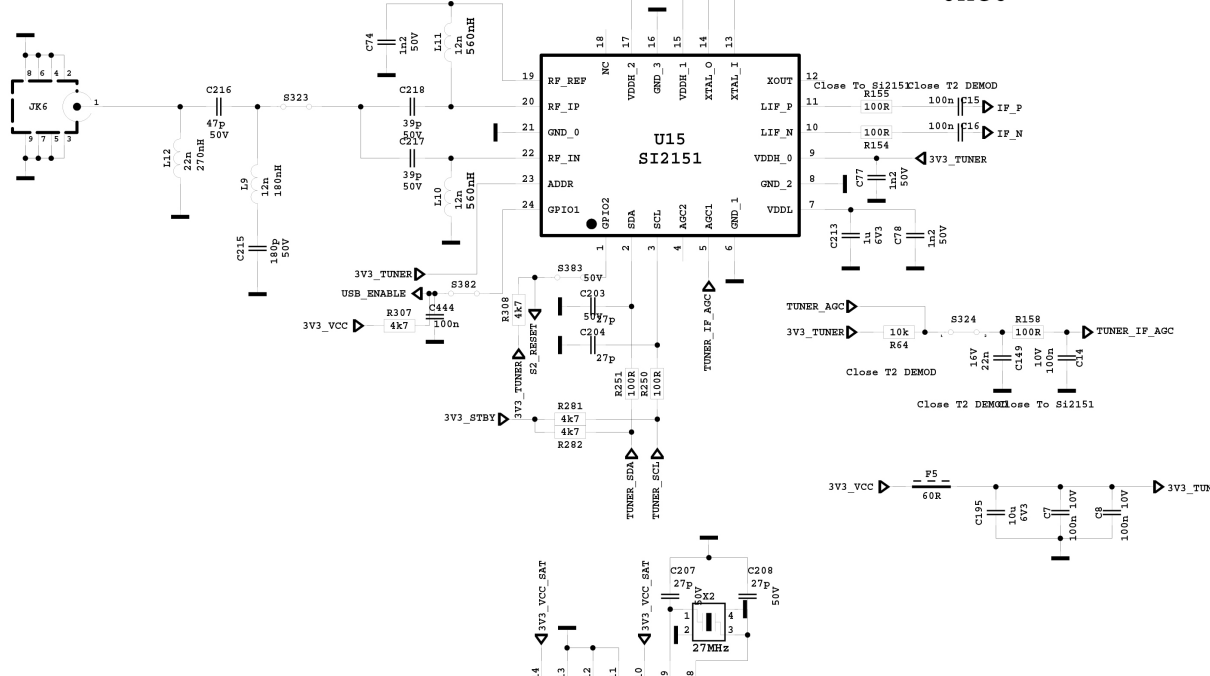 C74
1n2
50V
L11
12n
560nH
18
17
16
15
14
13
NC
VDDH_2
GND_3
VDDH_1
XTAL_O
XTAL_I
8 6 4 2
JK6
1
9 7 5 3
C216
47p
50V
S323
C218
39p
50V
C217
39p
50V
L12
22n
270nH
L9
12n
180nH
L10
12n
560nH
C215
180p
50V
19
RF_REF
20
RF_IP
21
GND_0
22
RF_IN
23
ADDR
24
GPIO1
U15
SI2151
XOUT
12
LIF_P
11
LIF_N
10
VDDH_0
9
GND_2
8
VDDL
7
GPIO2
SDA
SCL
AGC2
AGC1
GND_1
1
2
3
4
5
6
Close To Si2151
Close T2 DEMOD
R155
100R
100n
C15
IF_P
100R
R154
100n
C16
IF_N
3V3_TUNER
C77
1n2
50V
C213
1u
6V3
C78
1n2
50V
3V3_TUNER
USB_ENABLE
S382
S383
50V
C203
27p
50V
C204
27p
3V3_VCC
R307
4k7
C444
100n
R308
4k7
S2_RESET
3V3_TUNER
TUNER_IF_AGC
R251
100R
R250
100R
3V3_STBY
R281
4k7
4k7
R282
TUNER_SDA
TUNER_SCL
TUNER_AGC
3V3_TUNER
10k
R64
S324
R158
100R
TUNER_IF_AGC
16V
22n
C149
10V
100n
C14
Close T2 DEMOD
Close T2 DEMOD
Close To Si2151
3V3_VCC
F5
60R
C195
10u
6V3
C7
100n 10V
C8
100n 10V
3V3_TUN
3V3_VCC_SAT
3V3_VCC_SAT
C207
27p
50V
C208
27p
50V
X2
1
4
2
3
27MHz
14
13
12
11
10
9
8